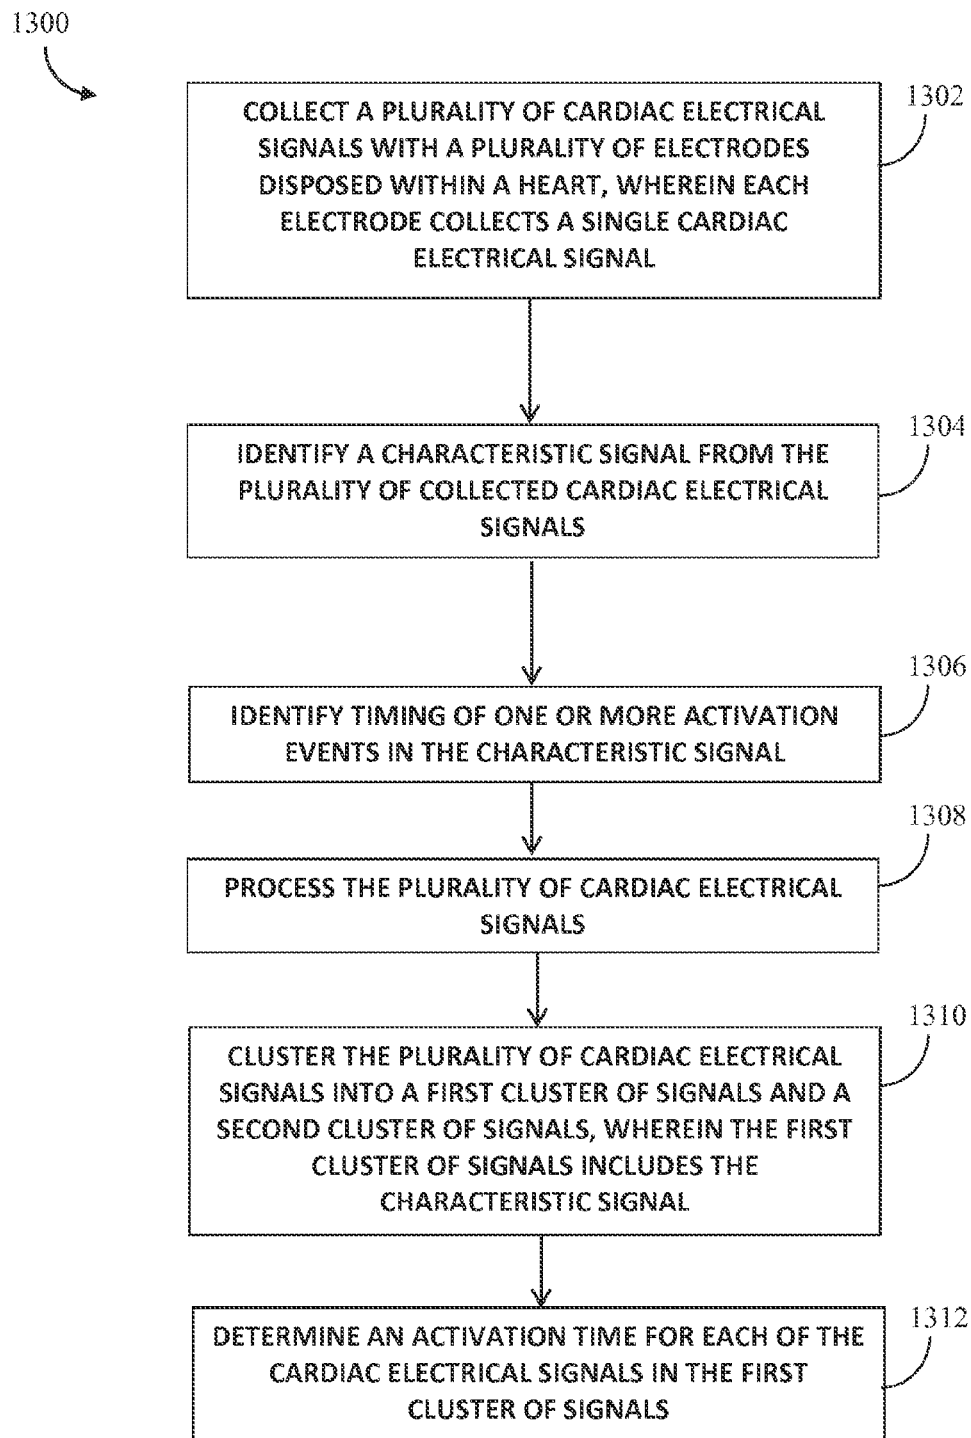 1300
1302
COLLECT A PLURALITY OF CARDIAC ELECTRICAL
SIGNALS WITH A PLURALITY OF ELECTRODES
DISPOSED WITHIN A HEART, WHEREIN EACH
ELECTRODE COLLECTS A SINGLE CARDIAC
ELECTRICAL SIGNAL
1304
IDENTIFY A CHARACTERISTIC SIGNAL FROM THE
PLURALITY OF COLLECTED CARDIAC ELECTRICAL
SIGNALS
1306
IDENTIFY TIMING OF ONE OR MORE ACTIVATION
EVENTS IN THE CHARACTERISTIC SIGNAL
1308
PROCESS THE PLURALITY OF CARDIAC ELECTRICAL
SIGNALS
1310
CLUSTER THE PLURALITY OF CARDIAC ELECTRICAL
SIGNALS INTO A FIRST CLUSTER OF SIGNALS AND A
SECOND CLUSTER OF SIGNALS, WHEREIN THE FIRST
CLUSTER OF SIGNALS INCLUDES THE
CHARACTERISTIC SIGNAL
1312
DETERMINE AN ACTIVATION TIME FOR EACH OF THE
CARDIAC ELECTRICAL SIGNALS IN THE FIRST
CLUSTER OF SIGNALS